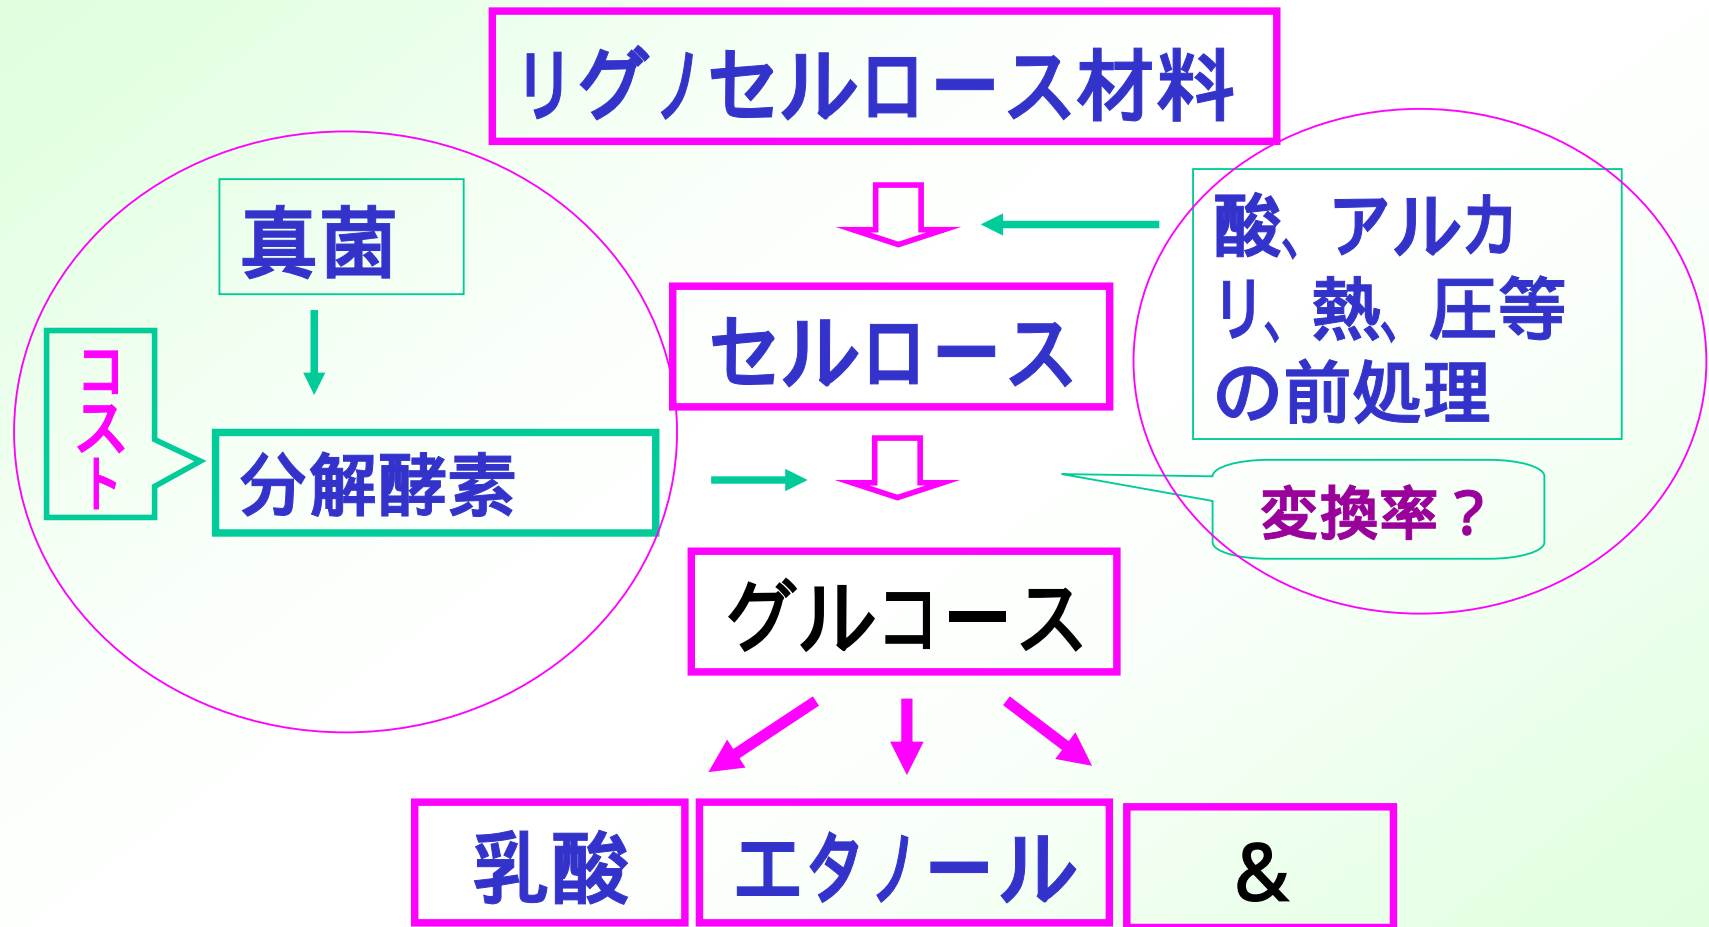 リグノセルロース材料
真菌
酸、アルカ
リ、熱、圧等
の前処理
セルロース
コスト
分解酵素
変換率？
グルコース
乳酸
エタノール
&